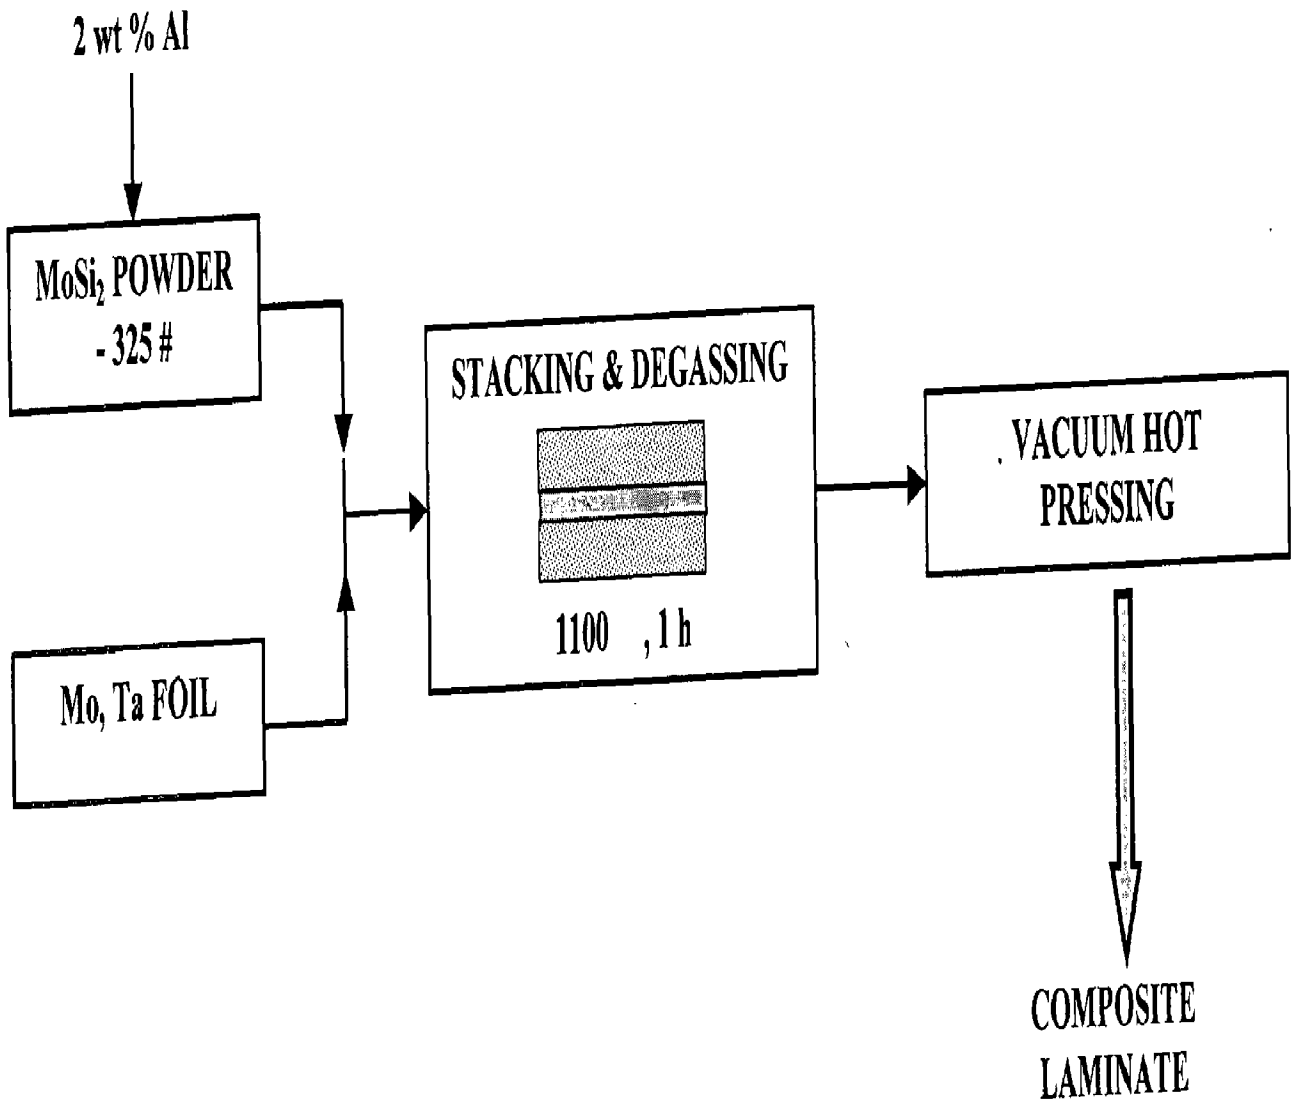 2 wt % Al
MoSi₂ POWDER
- 325 #
STACKING & DEGASSING
1100 , 1 h
VACUUM HOT
PRESSING
Mo, Ta FOIL
COMPOSITE
LAMINATE